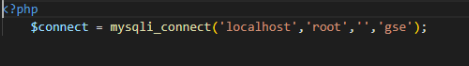 <?php
$connect = mysqli_connect('localhost','root','','gse');